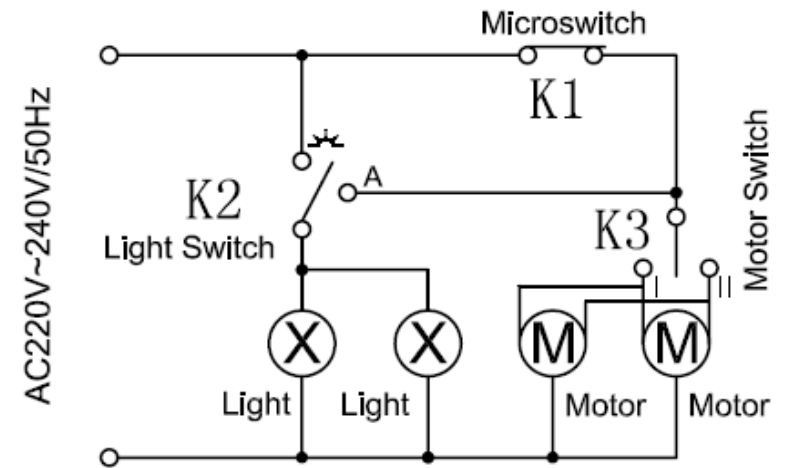 Microswitch
K1
A
K2
Light Switch
K3
I
II
Motor Switch
AC220V~240V/50Hz
X
X
M
M
Light
Light
Motor
Motor